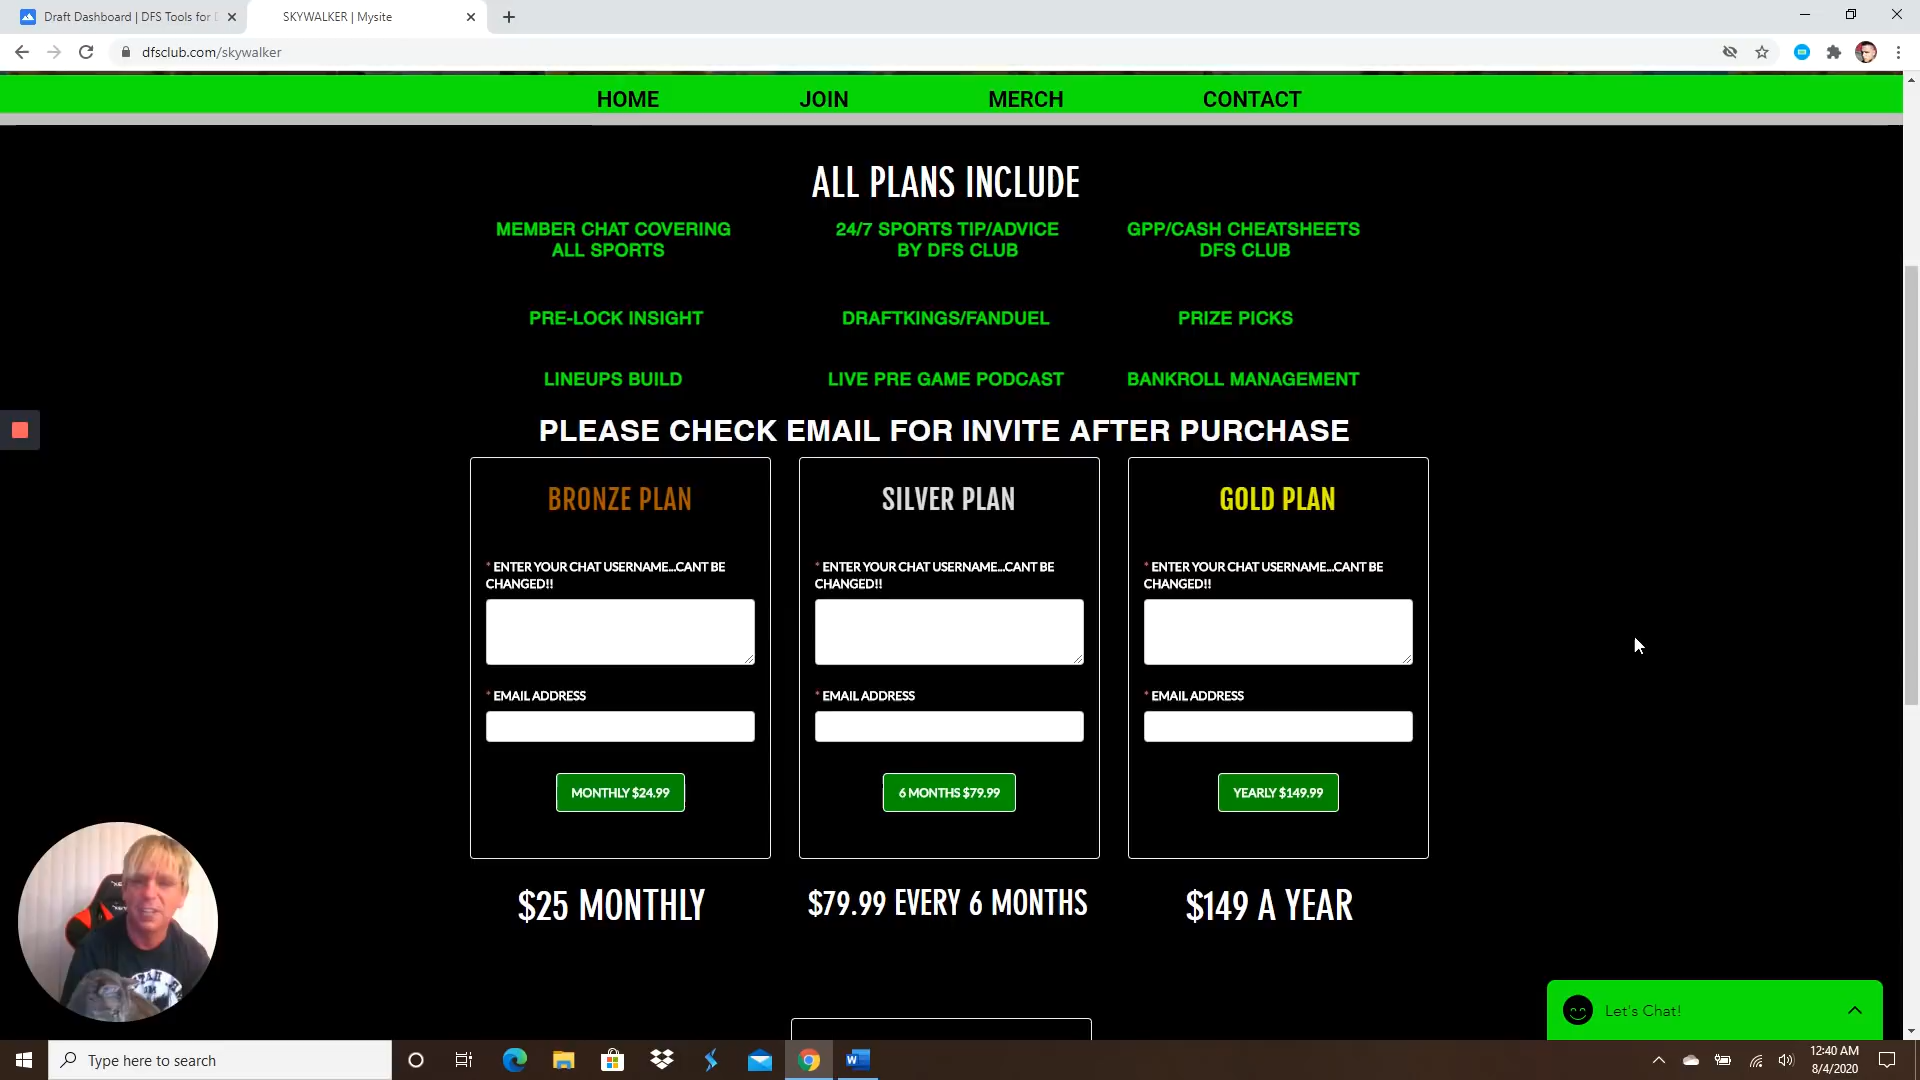 Draft Dashboard | DFS Tools for D
SKYWALKER | Mysite
dfsclub.com/skywalker
HOME
JOIN
MERCH
CONTACT
ALL PLANS INCLUDE
MEMBER CHAT COVERING
ALL SPORTS
24/7 SPORTS TIP/ADVICE
BY DFS CLUB
GPP/CASH CHEATSHEETS
DFS CLUB
PRE-LOCK INSIGHT
DRAFTKINGS/FANDUEL
PRIZE PICKS
LINEUPS BUILD
LIVE PRE GAME PODCAST
BANKROLL MANAGEMENT
PLEASE CHECK EMAIL FOR INVITE AFTER PURCHASE
BRONZE PLAN
* ENTER YOUR CHAT USERNAME...CANT BE
CHANGED!!
* EMAIL ADDRESS
MONTHLY $24.99
SILVER PLAN
* ENTER YOUR CHAT USERNAME...CANT BE
CHANGED!!
* EMAIL ADDRESS
6 MONTHS $79.99
GOLD PLAN
* ENTER YOUR CHAT USERNAME...CANT BE
CHANGED!!
* EMAIL ADDRESS
YEARLY $149.99
$25 MONTHLY
$79.99 EVERY 6 MONTHS
$149 A YEAR
Let's Chat!
Type here to search
12:40 AM
8/4/2020